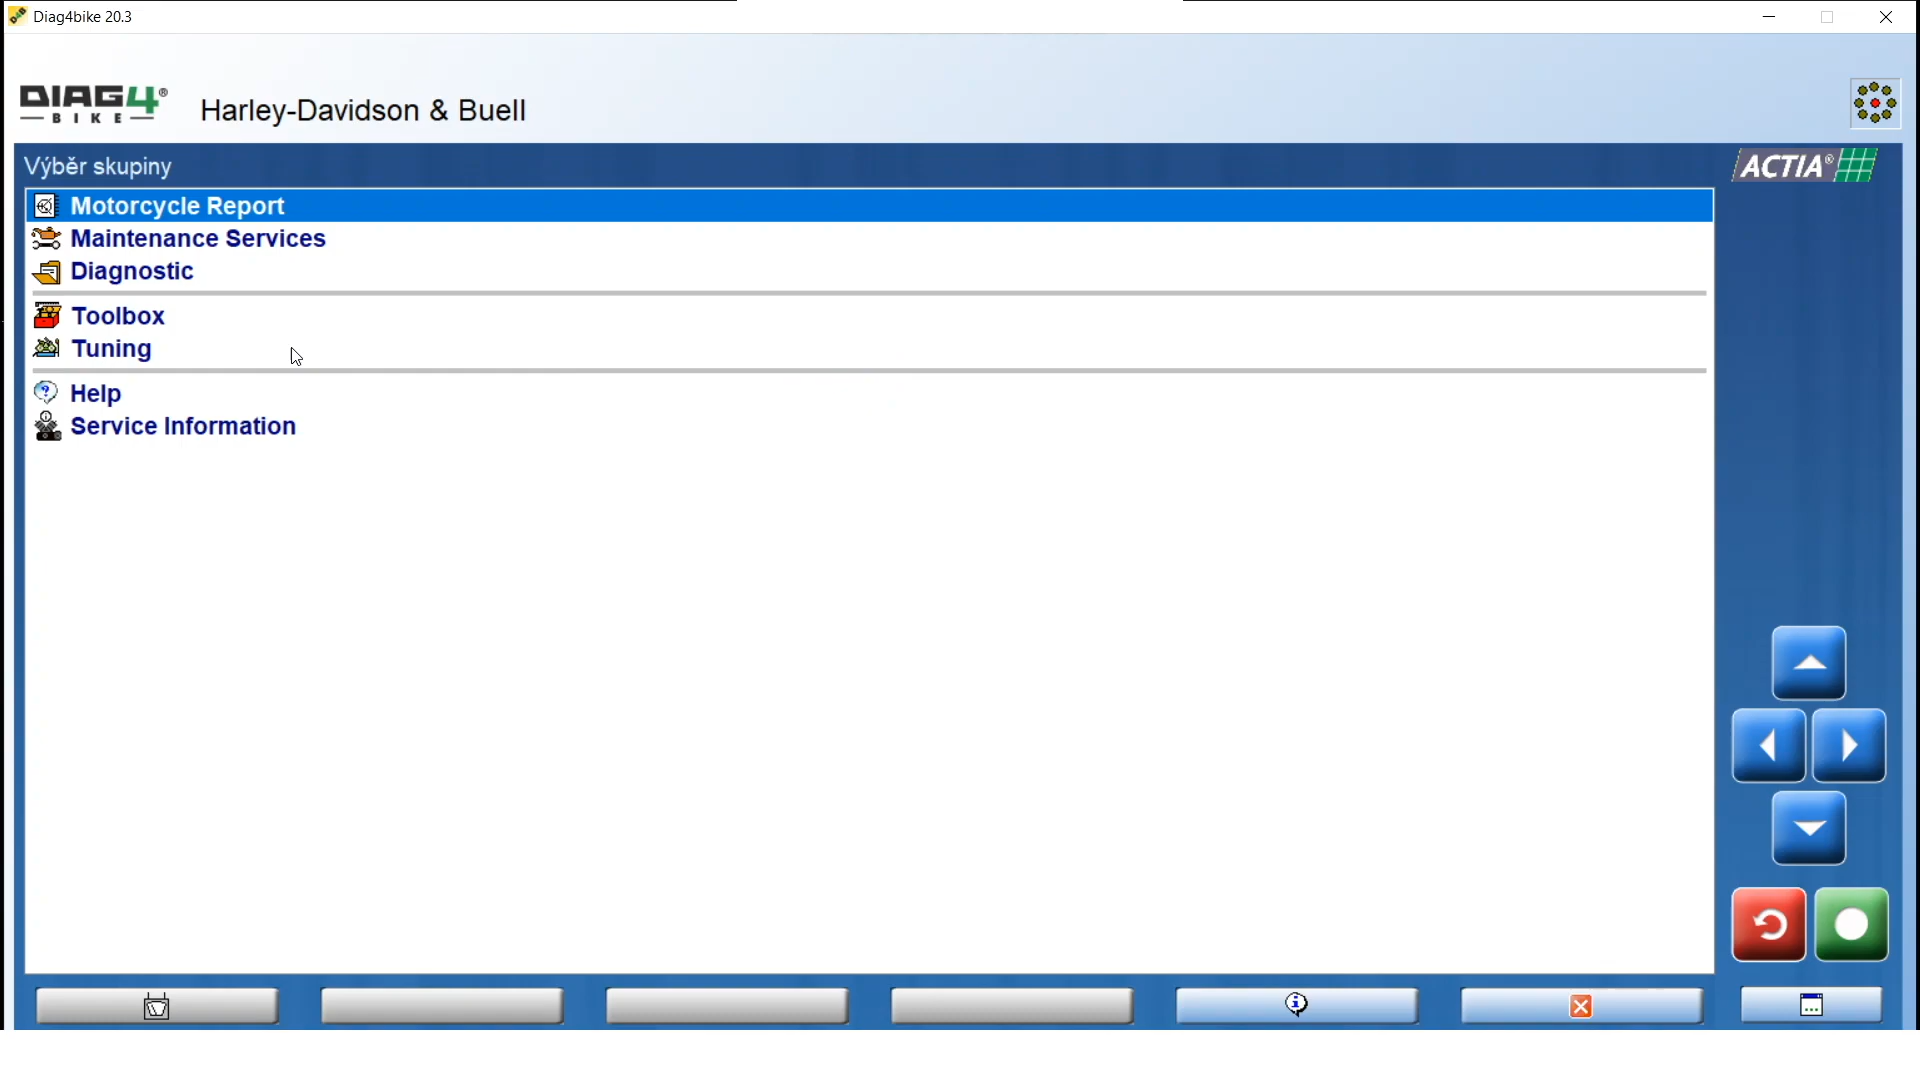 Diag4bike 20.3
DIAG4®
BIKE
Harley-Davidson & Buell
Výběr skupiny
ACTIA®
Motorcycle Report
Maintenance Services
Diagnostic
Toolbox
Tuning
Help
Service Information